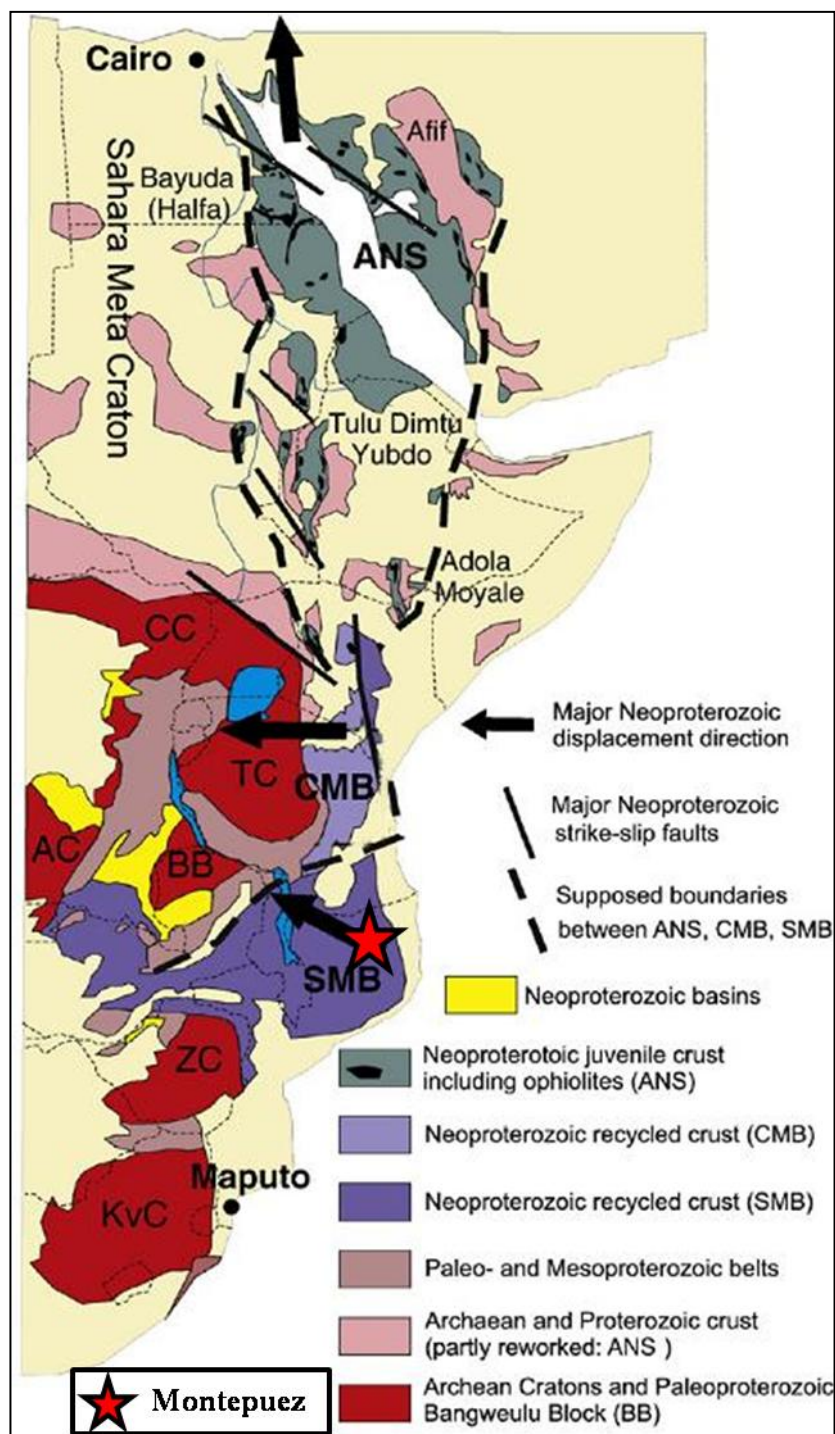 Cairo
Afif
Sahara Meta Craton
Bayuda
(Halfa)
ANS
Tulu Dimtu
Yubdo
Adola
Moyale
CC
TC
CMB
AC
BB
SMB
ZC
Maputo
KvC
Major Neoproterozoic
displacement direction
Major Neoproterozoic
strike-slip faults
Supposed boundaries
between ANS, CMB, SMB
Neoproterozoic basins
Neoproterotoic juvenile crust
including ophiolites (ANS)
Neoproterozoic recycled crust (CMB)
Neoproterozoic recycled crust (SMB)
Paleo- and Mesoproterozoic belts
Archaean and Proterozoic crust
(partly reworked: ANS )
Archean Cratons and Paleoproterozoic
Bangweulu Block (BB)
Montepuez